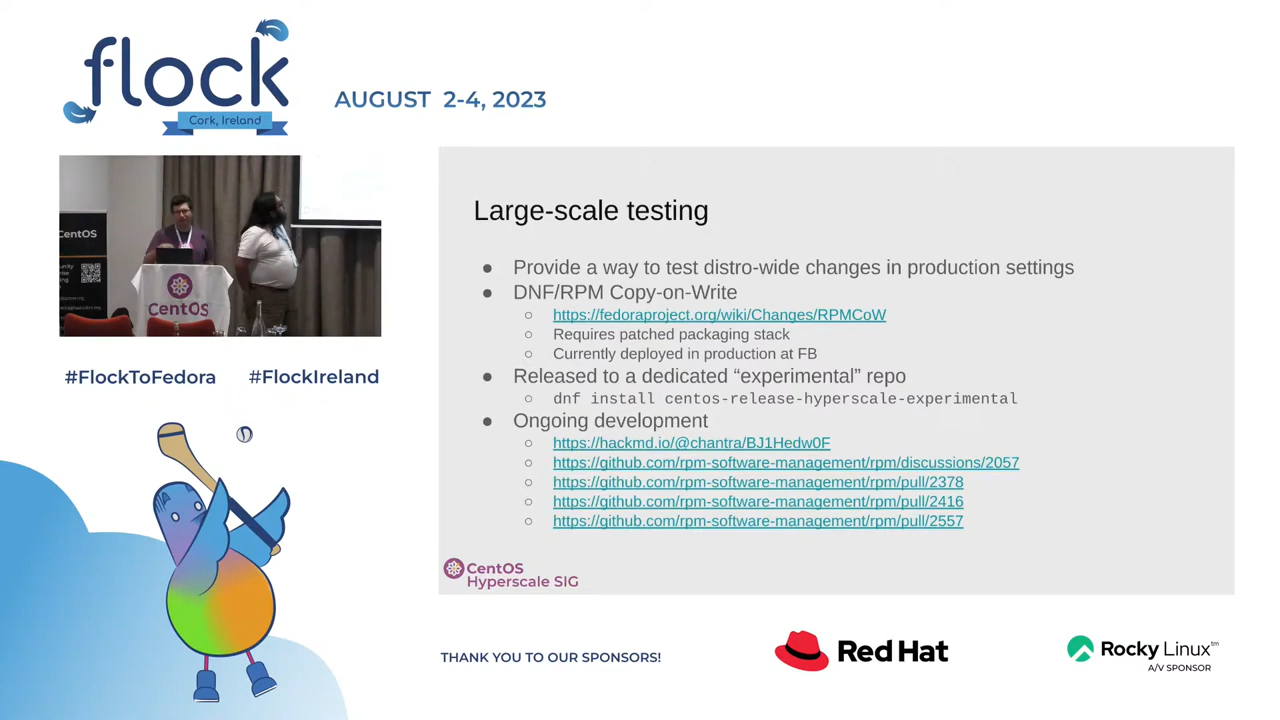 flock
Cork, Ireland
AUGUST 2-4, 2023
CentOS
CentOS
#FlockToFedora #FlockIreland
Large-scale testing
● Provide a way to test distro-wide changes in production settings
● DNF/RPM Copy-on-Write
○ https://fedoraproject.org/wiki/Changes/RPMCoW
○ Requires patched packaging stack
○ Currently deployed in production at FB
● Released to a dedicated “experimental” repo
○ dnf install centos-release-hyperscale-experimental
● Ongoing development
○ https://hackmd.io/@chantra/BJ1Hedw0F
○ https://github.com/rpm-software-management/rpm/discussions/2057
○ https://github.com/rpm-software-management/rpm/pull/2378
○ https://github.com/rpm-software-management/rpm/pull/2416
○ https://github.com/rpm-software-management/rpm/pull/2557
CentOS
Hyperscale SIG
THANK YOU TO OUR SPONSORS!
Red Hat
Rocky Linux™
A/V SPONSOR